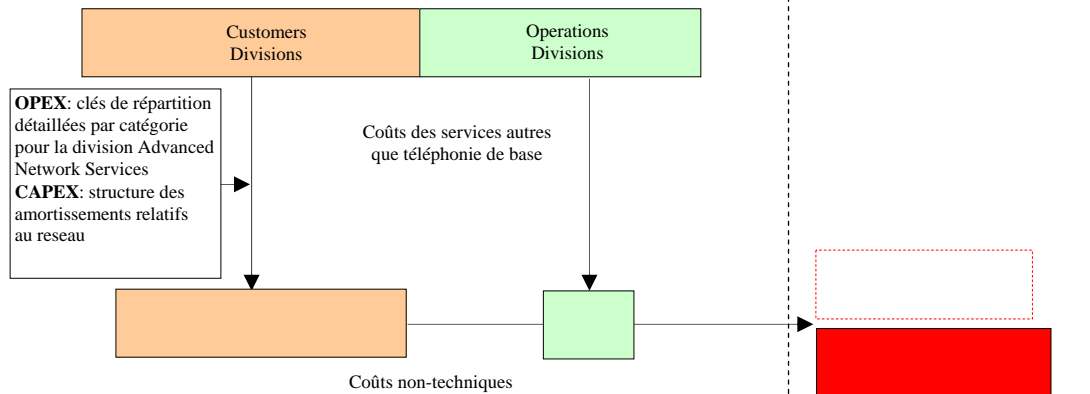 Customers
Divisions
Operations
Divisions
OPEX: clés de répartition
détaillées par catégorie
pour la division Advanced
Network Services
CAPEX: structure des
amortissements relatifs
au reseau
Coûts des services autres
que téléphonie de base
Coûts non-techniques